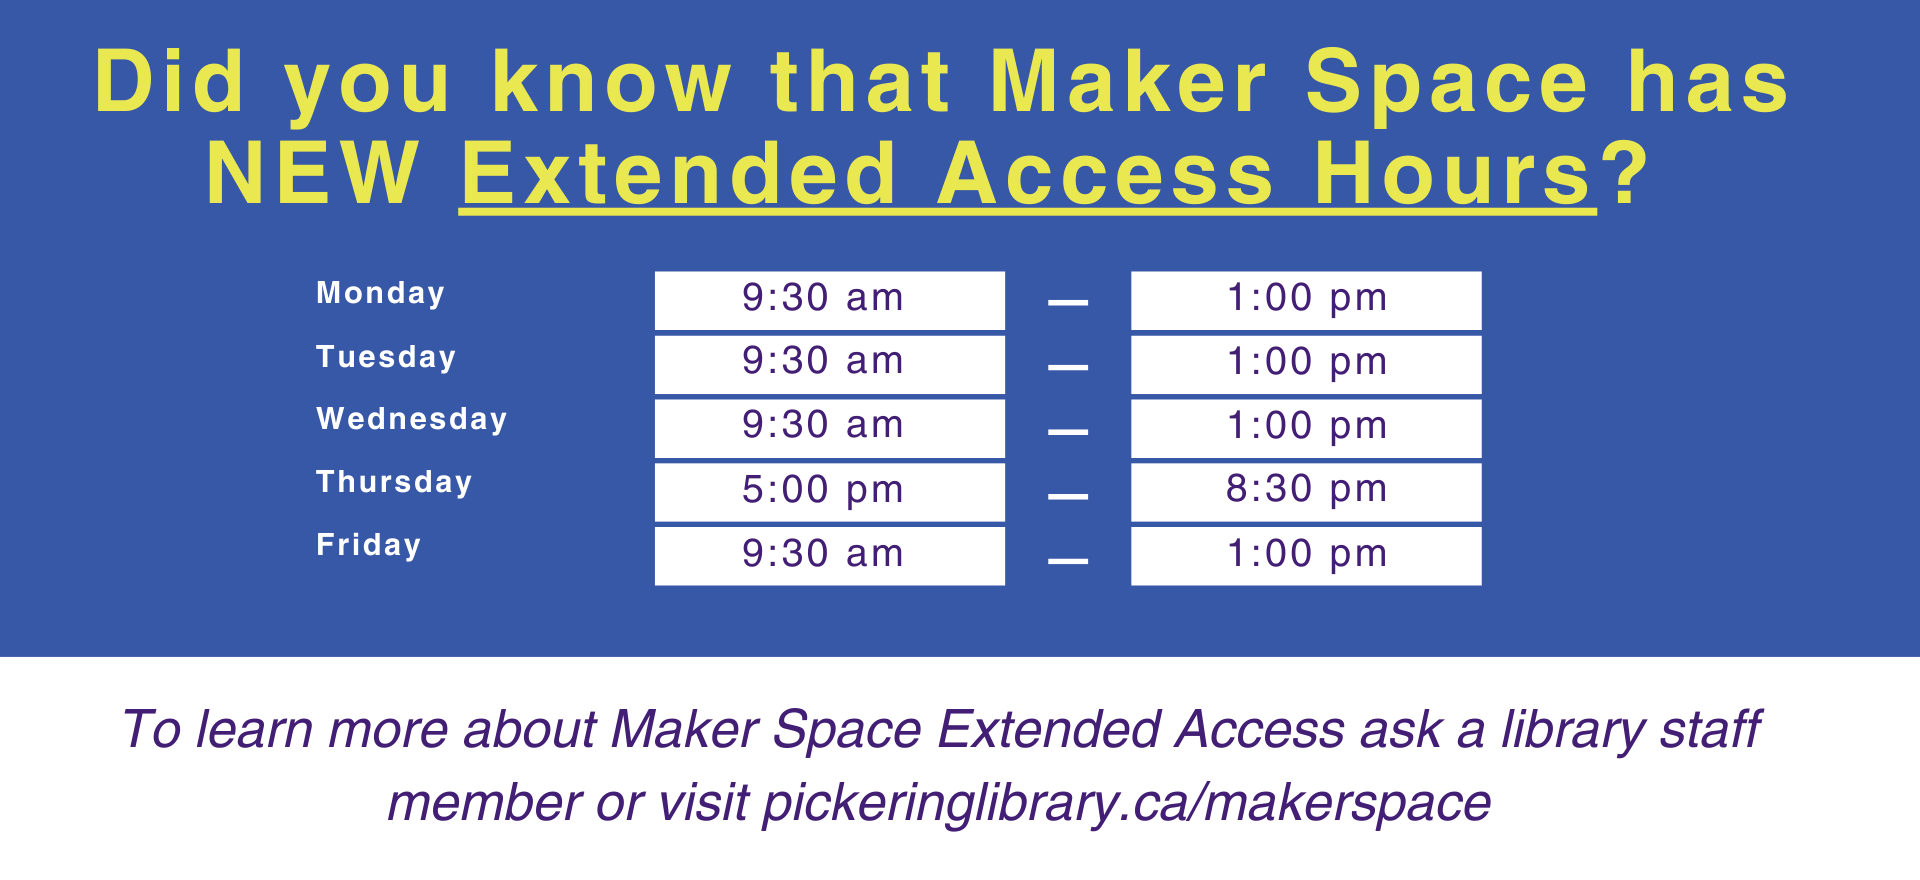 Did you know that Maker Space has
NEW Extended Access Hours?
Monday 9:30 am — 1:00 pm
Tuesday 9:30 am — 1:00 pm
Wednesday 9:30 am — 1:00 pm
Thursday 5:00 pm — 8:30 pm
Friday 9:30 am — 1:00 pm
To learn more about Maker Space Extended Access ask a library staff
member or visit pickeringlibrary.ca/makerspace